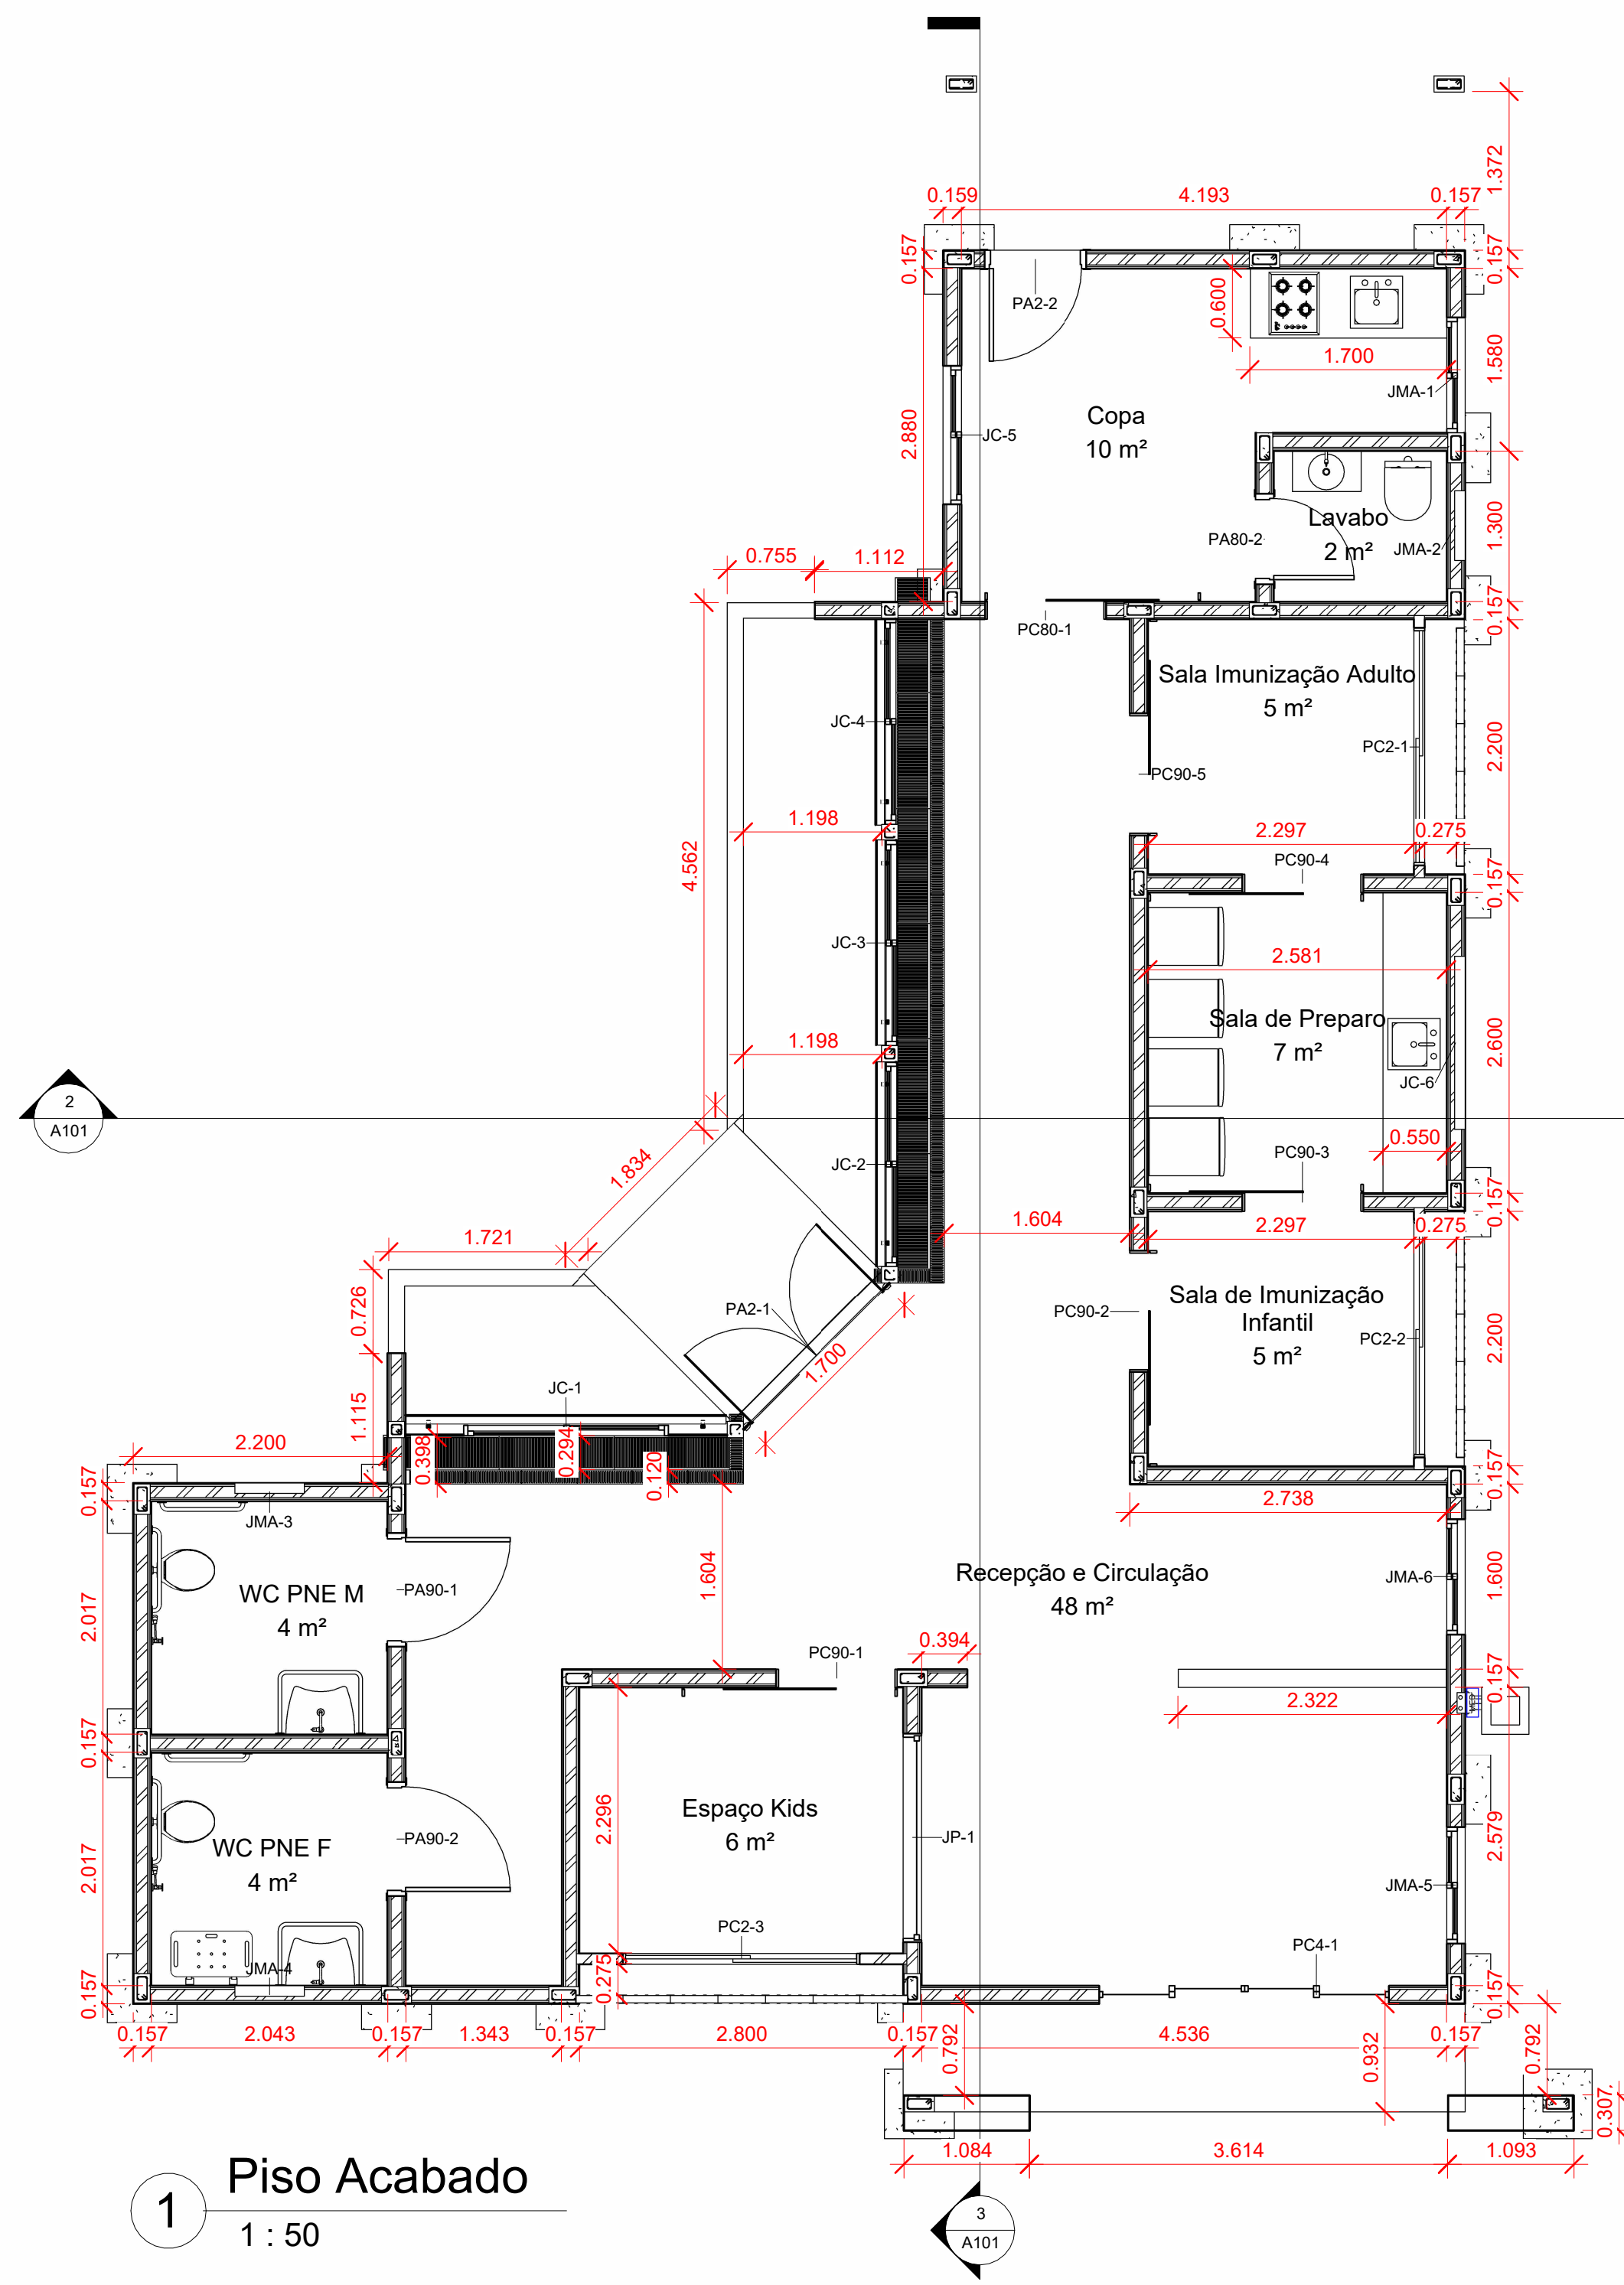 1.372
0.159
4.193
0.157
0.157
0.157
PA2-2
0.600
1.700
1.580
JMA-1
Copa
10 m²
JC-5
2.880
Lavabo
2 m²
PA80-2
JMA-2
1.300
0.755
1.112
0.157
PC80-1
Sala Imunização Adulto
5 m²
JC-4
PC2-1
2.200
PC90-5
1.198
2.297
0.275
4.562
PC90-4
0.157
JC-3
2.581
Sala de Preparo
7 m²
1.198
2.600
JC-6
2
A101
0.550
PC90-3
JC-2
1.834
0.157
1.604
2.297
0.275
1.721
0.726
Sala de Imunização
Infantil
5 m²
PA2-1
PC90-2
PC2-2
2.200
1.700
JC-1
1.115
2.200
0.398
0.294
0.120
0.157
0.157
2.738
JMA-3
WC PNE M
4 m²
PA90-1
2.017
1.604
Recepção e Circulação
48 m²
JMA-6
1.600
0.394
PC90-1
0.157
2.322
0.157
Espaço Kids
6 m²
2.296
WC PNE F
4 m²
PA90-2
JP-1
2.017
2.579
JMA-5
PC2-3
PC4-1
JMA-4
0.275
0.157
0.157
0.157
2.043
0.157
1.343
0.157
2.800
0.157
0.792
4.536
0.932
0.157
0.792
0.307
1.084
3.614
1.093
1
Piso Acabado
1 : 50
3
A101